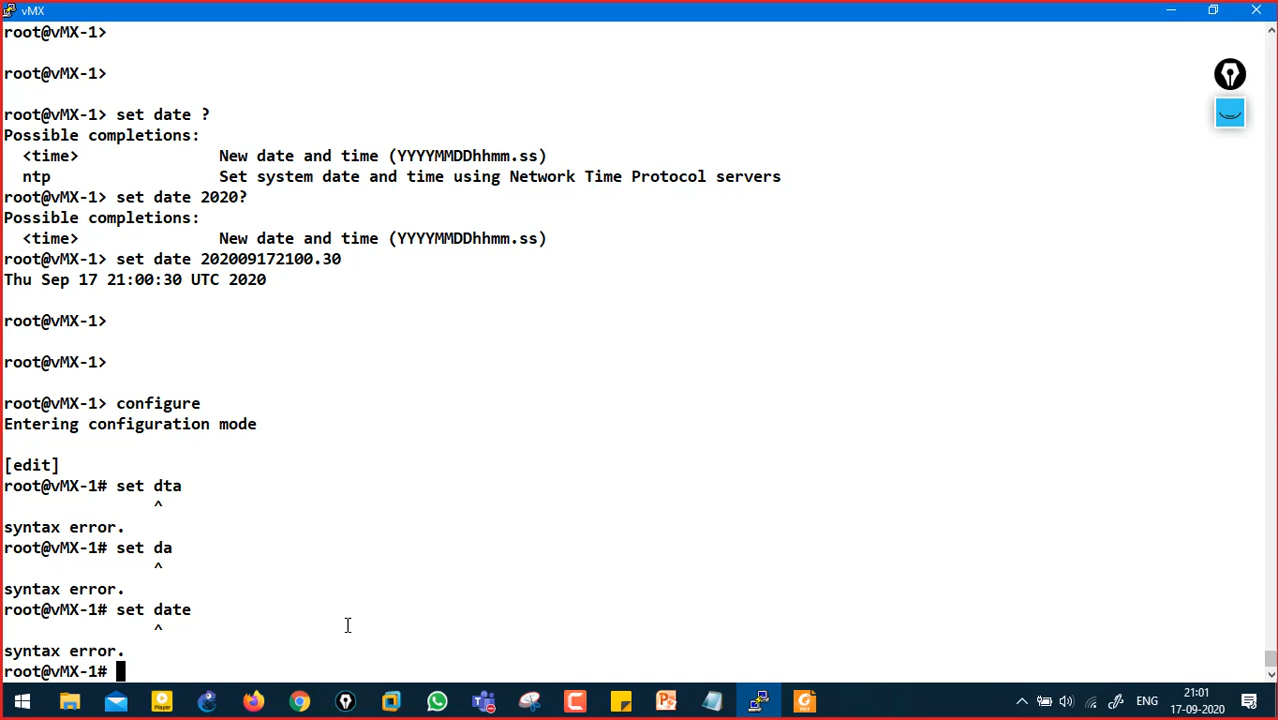 vMX
root@vMX-1>
root@vMX-1>
root@vMX-1> set date ?
Possible completions:
<time> New date and time (YYYYMMDDhhmm.ss)
ntp Set system date and time using Network Time Protocol servers
root@vMX-1> set date 2020?
Possible completions:
<time> New date and time (YYYYMMDDhhmm.ss)
root@vMX-1> set date 202009172100.30
Thu Sep 17 21:00:30 UTC 2020
root@vMX-1>
root@vMX-1>
root@vMX-1> configure
Entering configuration mode
[edit]
root@vMX-1# set dta
^
syntax error.
root@vMX-1# set da
^
syntax error.
root@vMX-1# set date
^
syntax error.
root@vMX-1#
Player
ENG
21:01
17-09-2020